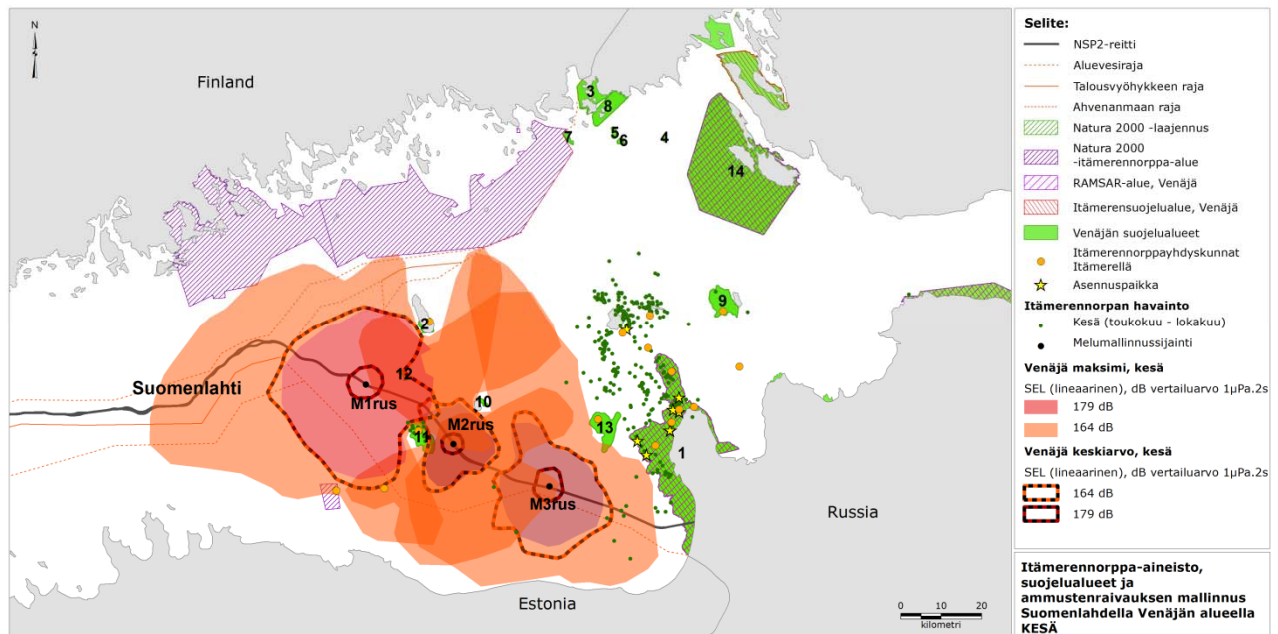 N
Finland
3
8
7
5
6
4
14
2
9
Suomenlahti
12
M1rus
10
M2rus
11
13
1
M3rus
Russia
Estonia
0 10 20
kilometri
Selite:
NSP2-reitti
Aluevesiraja
Talousvyöhykkeen raja
Ahvenanmaan raja
Natura 2000 -laajennus
Natura 2000
-itämerennorppa-alue
RAMSAR-alue, Venäjä
Itämerensuojelualue, Venäjä
Venäjän suojelualueet
Itämerennorppayhdyskunnat
Itämerellä
Asennuspaikka
Itämerennorpan havainto
Kesä (toukokuu - lokakuu)
Melumallinnussijainti
Venäjä maksimi, kesä
SEL (lineaarinen), dB vertailuarvo 1µPa.2s
179 dB
164 dB
Venäjä keskiarvo, kesä
SEL (lineaarinen), dB vertailuarvo 1µPa.2s
164 dB
179 dB
Itämerennorppa-aineisto,
suojelualueet ja
ammustenraivauksen mallinnus
Suomenlahdella Venäjän alueella
KESÄ